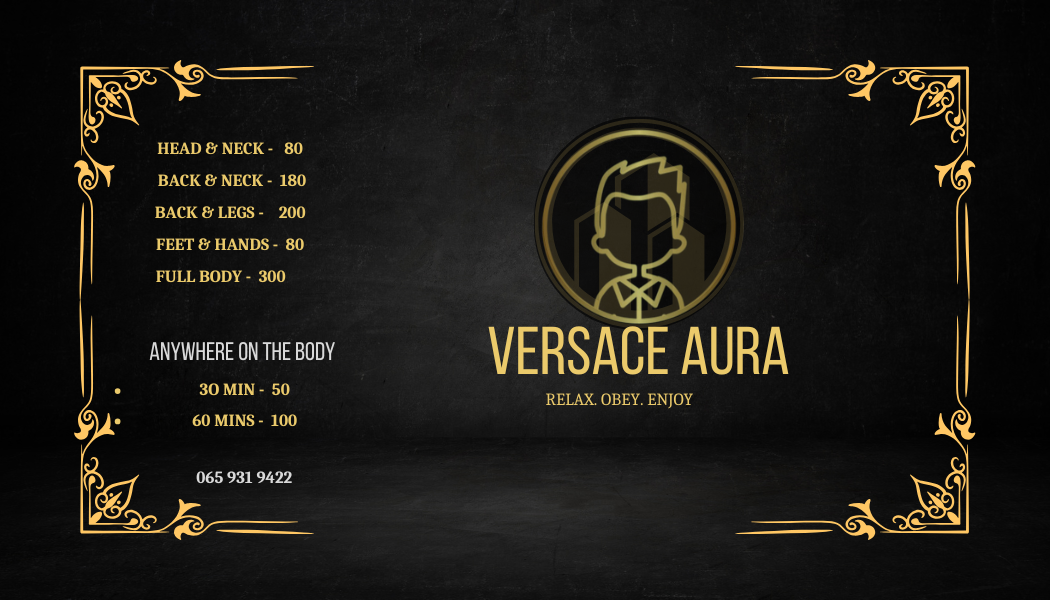 HEAD & NECK - 80
BACK & NECK - 180
BACK & LEGS - 200
FEET & HANDS - 80
FULL BODY - 300
ANYWHERE ON THE BODY
• 3O MIN - 50
• 60 MINS - 100
065 931 9422
VERSACE AURA
RELAX. OBEY. ENJOY